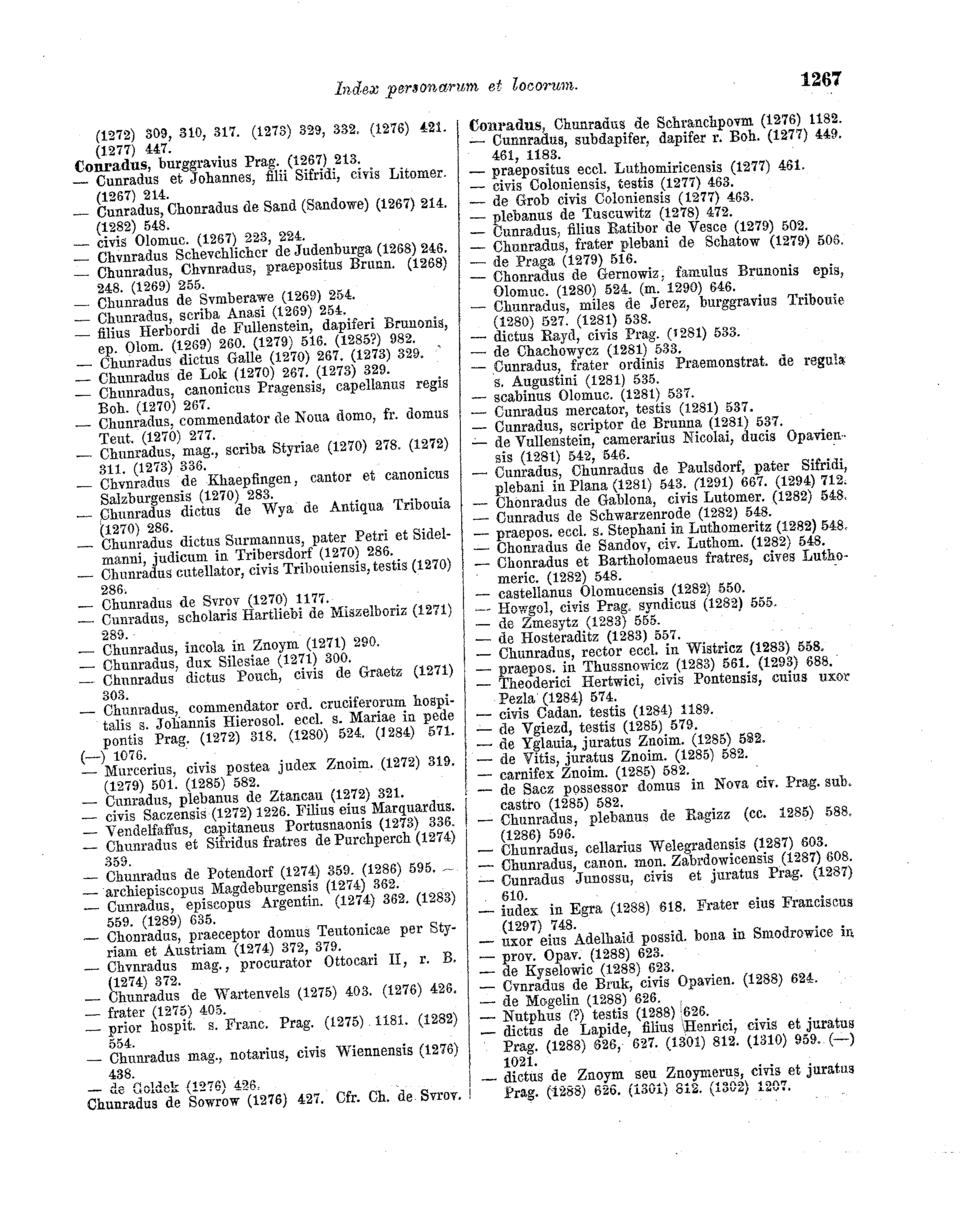 Index personarum et locorum.
1267
(1272) 309, 310, 317. (1273) 329, 332. (1276) 421.
(1277) 447.
Conradus, burggravius Prag. (1267) 213.
— Cunradus et Johannes, filii Sifridi, civis Litomer.
(1267) 214.
— Cunradus, Chonradus de Sand (Sandowe) (1267) 214.
(1282) 548.
— civis Olomuc. (1267) 223, 224.
— Chvnradus Schevchlicher de Judenburga (1268) 246.
— Chunradus, Chvnradus, praepositus Brunn. (1268)
248. (1269) 255.
— Chunradus de Svmberawe (1269) 254.
— Chunradus, scriba Anasi (1269) 254.
— filius Herbordi de Fullenstein, dapiferi Brunonis,
ep. Olom. (1269) 260. (1279) 516. (1285?) 982.
— Chunradus dictus Galle (1270) 267. (1273) 329.
— Chunradus de Lok (1270) 267. (1273) 329.
— Chunradus, canonicus Pragensis, capellanus regis
Boh. (1270) 267.
— Chunradus, commendator de Noua domo, fr. domus
Teut. (1270) 277.
— Chunradus, mag., scriba Styriae (1270) 278. (1272)
311. (1273) 336.
— Chvnradus de Khaepfingen, cantor et canonicus
Salzburgensis (1270) 283.
— Chunradus dictus de Wya de Antiqua Tribouia
(1270) 286.
— Chunradus dictus Surmannus, pater Petri et Sidel-
manni, judicum in Tribersdorf (1270) 286.
— Chunradus cutellator, civis Tribouiensis, testis (1270)
286.
— Chunradus de Svrov (1270) 1177.
— Cunradus, scholaris Hartliebi de Miszelboriz (1271)
289.
— Chunradus, incola in Znoym (1271) 290.
— Chunradus, dux Silesiae (1271) 300.
— Chunradus dictus Pouch, civis de Graetz (1271)
303.
— Chunradus, commendator ord. cruciferorum hospi-
talis s. Johannis Hierosol. eccl. s. Mariae in pede
pontis Prag. (1272) 318. (1280) 524. (1284) 571.
(—) 1076.
— Murcerius, civis postea judex Znoim. (1272) 319.
(1279) 501. (1285) 582.
— Cunradus, plebanus de Ztancau (1272) 321.
— civis Saczensis (1272) 1226. Filius eius Marquardus.
— Vendelfaffus, capitaneus Portusnaonis (1273) 336.
— Chunradus et Sifridus fratres de Purchperch (1274)
359.
— Chunradus de Potendorf (1274) 359. (1286) 595.
— archiepiscopus Magdeburgensis (1274) 362.
— Cunradus, episcopus Argentin. (1274) 362. (1283)
559. (1289) 635.
— Chonradus, praeceptor domus Teutonicae per Sty-
riam et Austriam (1274) 372, 379.
— Chvnradus mag., procurator Ottocari II, r. B.
(1274) 372.
— Chunradus de Wartenvels (1275) 403. (1276) 426.
— frater (1275) 405.
— prior hospit. s. Franc. Prag. (1275) 1181. (1282)
554.
— Chunradus mag., notarius, civis Wiennensis (1276)
438.
— de Goldek (1276) 426.
Chunradus de Sowrow (1276) 427. Cfr. Ch. de Svrov.
Conradus, Chunradus de Schranchpovm (1276) 1182.
— Cunnradus, subdapifer, dapifer r. Boh. (1277) 449.
461, 1183.
— praepositus eccl. Luthomiricensis (1277) 461.
— civis Coloniensis, testis (1277) 463.
— de Grob civis Coloniensis (1277) 463.
— plebanus de Tuscuwitz (1278) 472.
— Cunradus, filius Ratibor de Vesce (1279) 502.
— Chunradus, frater plebani de Schatow (1279) 506.
— de Praga (1279) 516.
— Chonradus de Gernowiz, famulus Brunonis epis,
Olomuc. (1280) 524. (m. 1290) 646.
— Chunradus, miles de Jerez, burggravius Tribouie
(1280) 527. (1281) 538.
— dictus Rayd, civis Prag. (1281) 533.
— de Chachowycz (1281) 533.
— Cunradus, frater ordinis Praemonstrat. de regula
s. Augustini (1281) 535.
— scabinus Olomuc. (1281) 537.
— Cunradus mercator, testis (1281) 537.
— Cunradus, scriptor de Brunna (1281) 537.
— de Vullenstein, camerarius Nicolai, ducis Opavien-
sis (1281) 542, 546.
— Cunradus, Chunradus de Paulsdorf, pater Sifridi,
plebani in Plana (1281) 543. (1291) 667. (1294) 712.
— Chonradus de Gablona, civis Lutomer. (1282) 548.
— Cunradus de Schwarzenrode (1282) 548.
— praepos. eccl. s. Stephani in Luthomeritz (1282) 548.
— Chonradus de Sandov, civ. Luthom. (1282) 548.
— Chonradus et Bartholomaeus fratres, cives Lutho-
meric. (1282) 548.
— castellanus Olomucensis (1282) 550.
— Howgol, civis Prag. syndicus (1282) 555.
— de Zmesytz (1283) 555.
— de Hosteraditz (1283) 557.
— Chunradus, rector eccl. in Wistricz (1283) 558.
— praepos. in Thussnowicz (1283) 561. (1293) 688.
— Theoderici Hertwici, civis Pontensis, cuius uxor
Pezla (1284) 574.
— civis Cadan. testis (1284) 1189.
— de Vgiezd, testis (1285) 579.
— de Yglauia, juratus Znoim. (1285) 582.
— de Vitis, juratus Znoim. (1285) 582.
— carnifex Znoim. (1285) 582.
— de Sacz possessor domus in Nova civ. Prag. sub.
castro (1285) 582.
— Chunradus, plebanus de Ragizz (cc. 1285) 588.
(1286) 596.
— Chunradus, cellarius Welegradensis (1287) 603.
— Chunradus, canon. mon. Zabrdowicensis (1287) 608.
— Cunradus Junossu, civis et juratus Prag. (1287)
610.
— iudex in Egra (1288) 618. Frater eius Franciscus
(1297) 748.
— uxor eius Adelhaid possid. bona in Smodrowice in
— prov. Opav. (1288) 623.
— de Kyselowic (1288) 623.
— Cvnradus de Bruk, civis Opavien. (1288) 624.
— de Mogelin (1288) 626.
— Nutphus (?) testis (1288) 626.
— dictus de Lapide, filius Henrici, civis et juratus
Prag. (1288) 626, 627. (1301) 812. (1310) 959. (—)
1021.
— dictus de Znoym seu Znoymerus, civis et juratus
Prag. (1288) 626. (1301) 812. (1302) 1207.